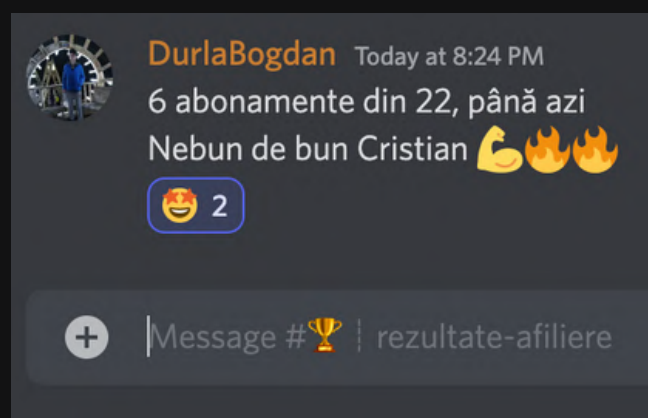 DurlaBogdan Today at 8:24 PM
6 abonamente din 22, până azi
Nebun de bun Cristian 💪🔥🔥
🤩 2
Message #🏆┊rezultate-afiliere